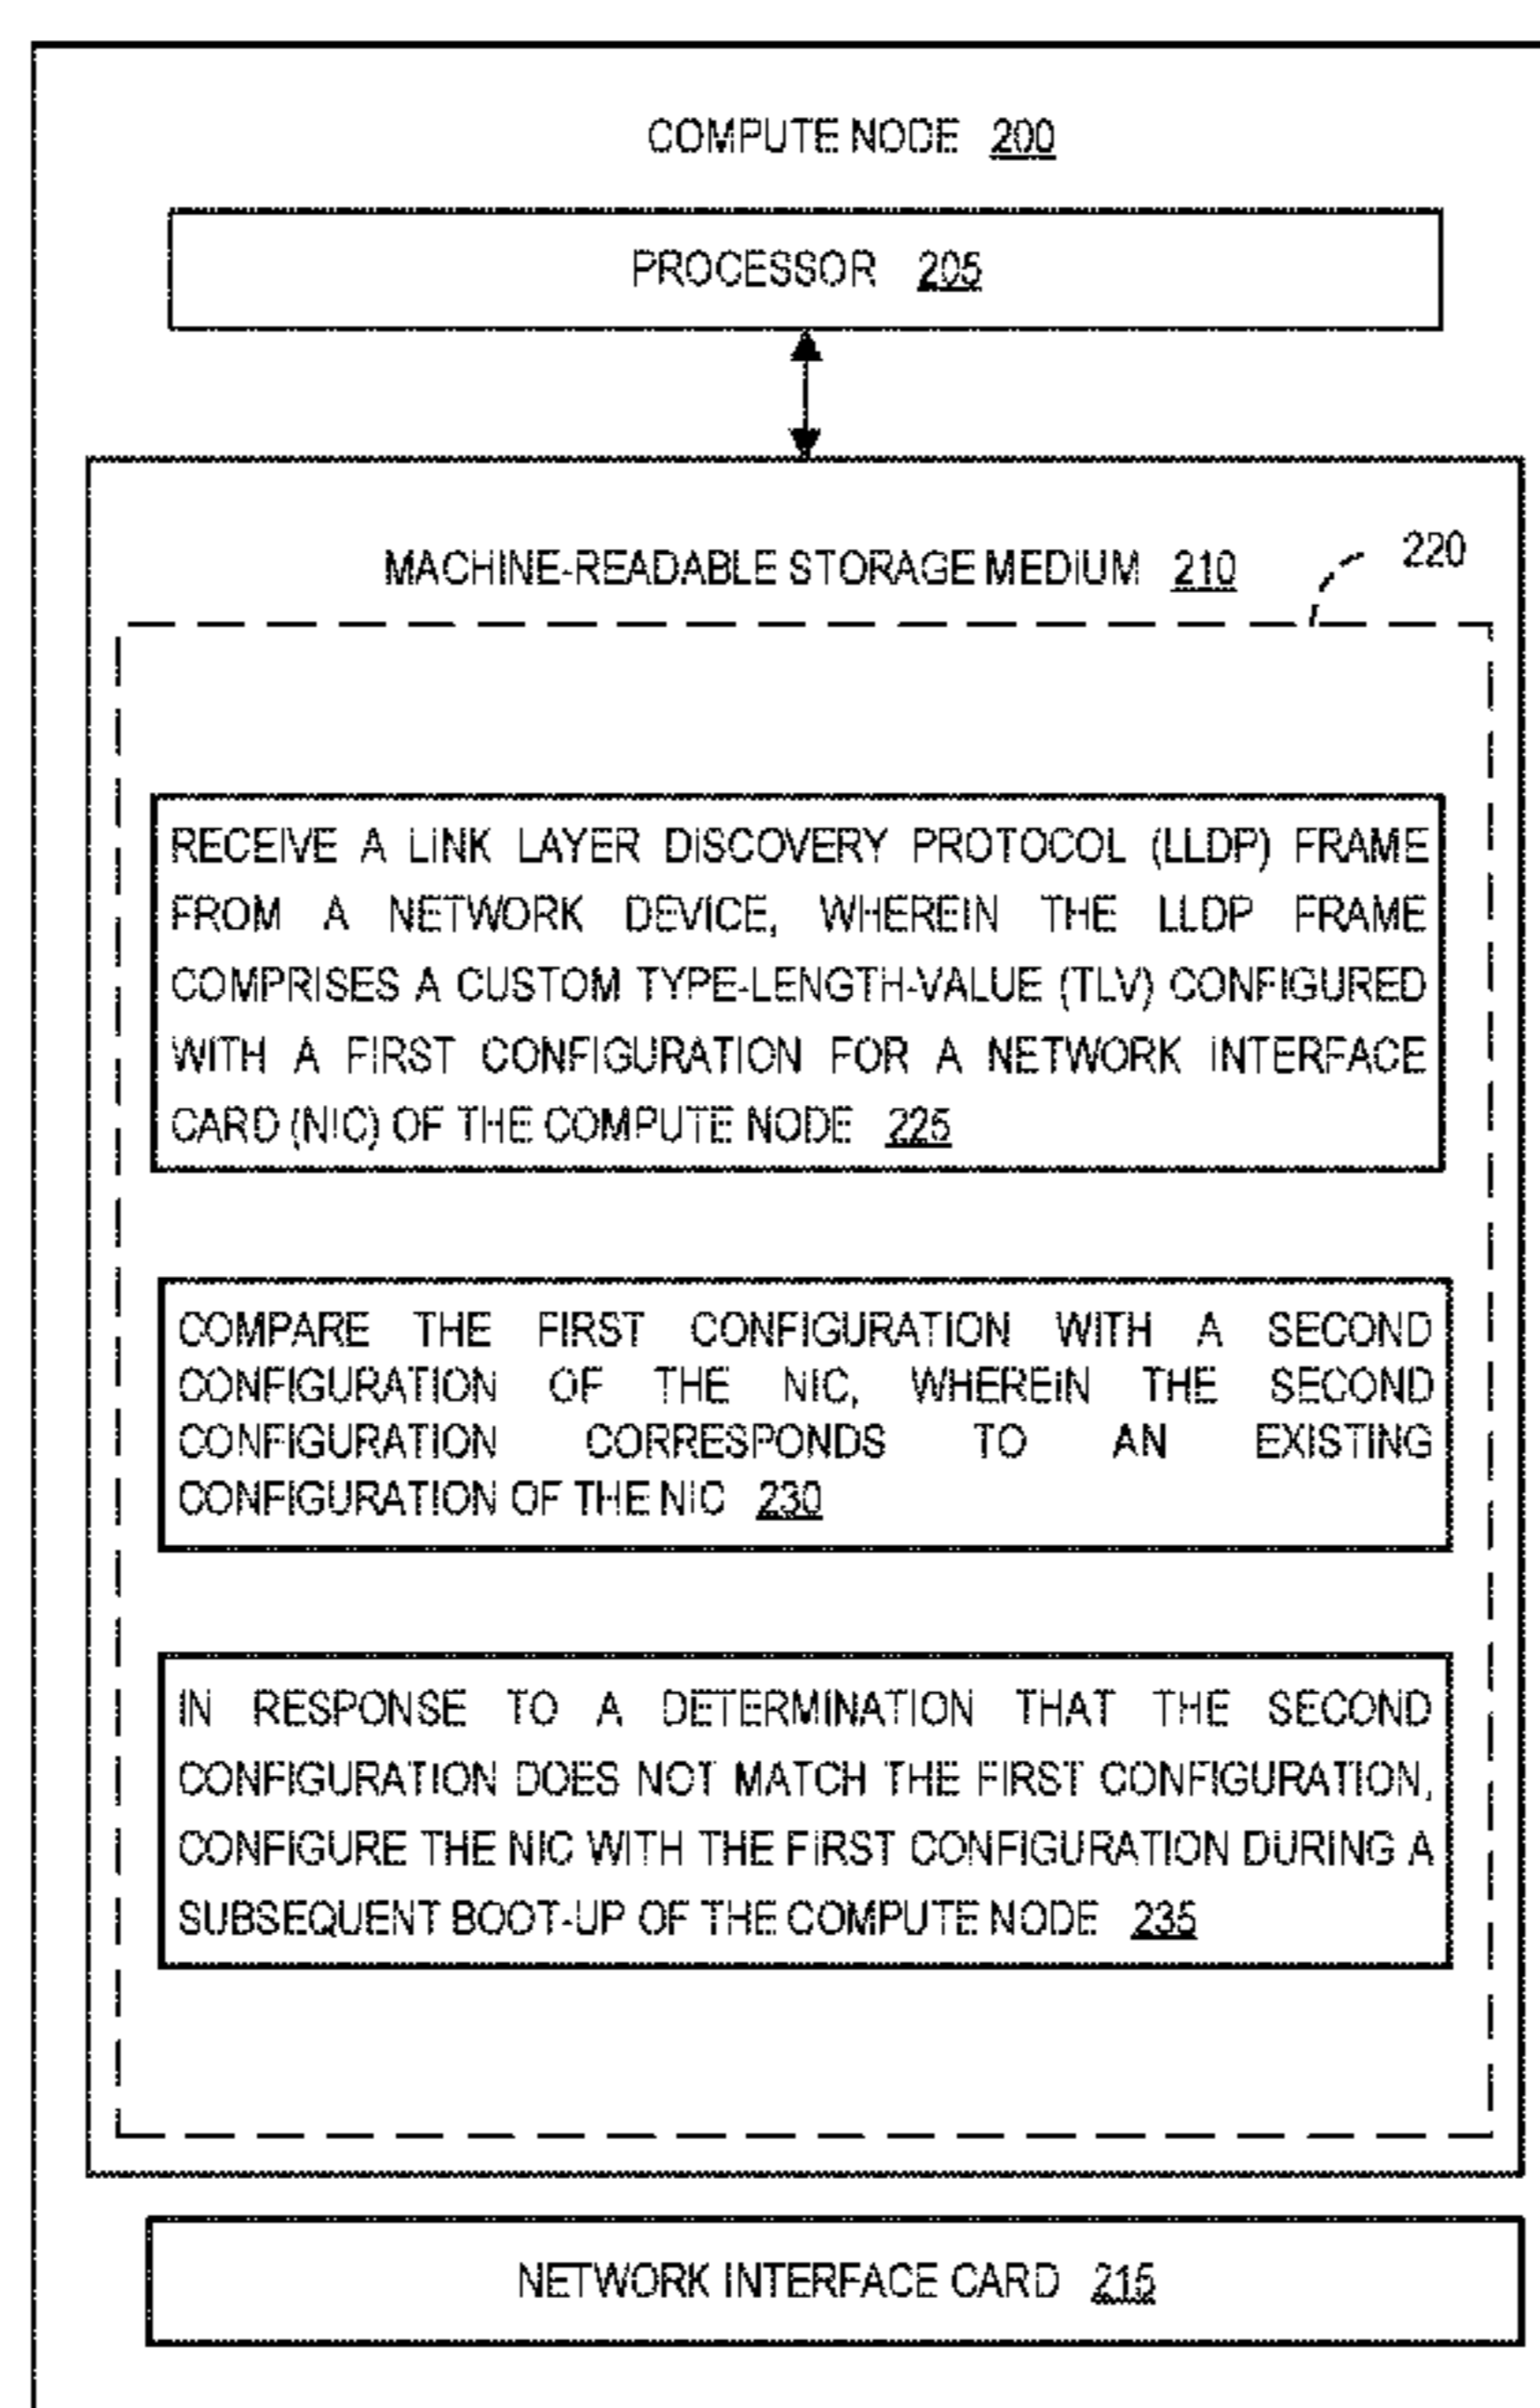 COMPUTE NODE 200
PROCESSOR 205
MACHINE-READABLE STORAGE MEDIUM 210
220
RECEIVE A LINK LAYER DISCOVERY PROTOCOL (LLDP) FRAME
FROM A NETWORK DEVICE, WHEREIN THE LLDP FRAME
COMPRISES A CUSTOM TYPE-LENGTH-VALUE (TLV) CONFIGURED
WITH A FIRST CONFIGURATION FOR A NETWORK INTERFACE
CARD (NIC) OF THE COMPUTE NODE 225
COMPARE THE FIRST CONFIGURATION WITH A SECOND
CONFIGURATION OF THE NIC, WHEREIN THE SECOND
CONFIGURATION CORRESPONDS TO AN EXISTING
CONFIGURATION OF THE NIC 230
IN RESPONSE TO A DETERMINATION THAT THE SECOND
CONFIGURATION DOES NOT MATCH THE FIRST CONFIGURATION,
CONFIGURE THE NIC WITH THE FIRST CONFIGURATION DURING A
SUBSEQUENT BOOT-UP OF THE COMPUTE NODE 235
NETWORK INTERFACE CARD 215